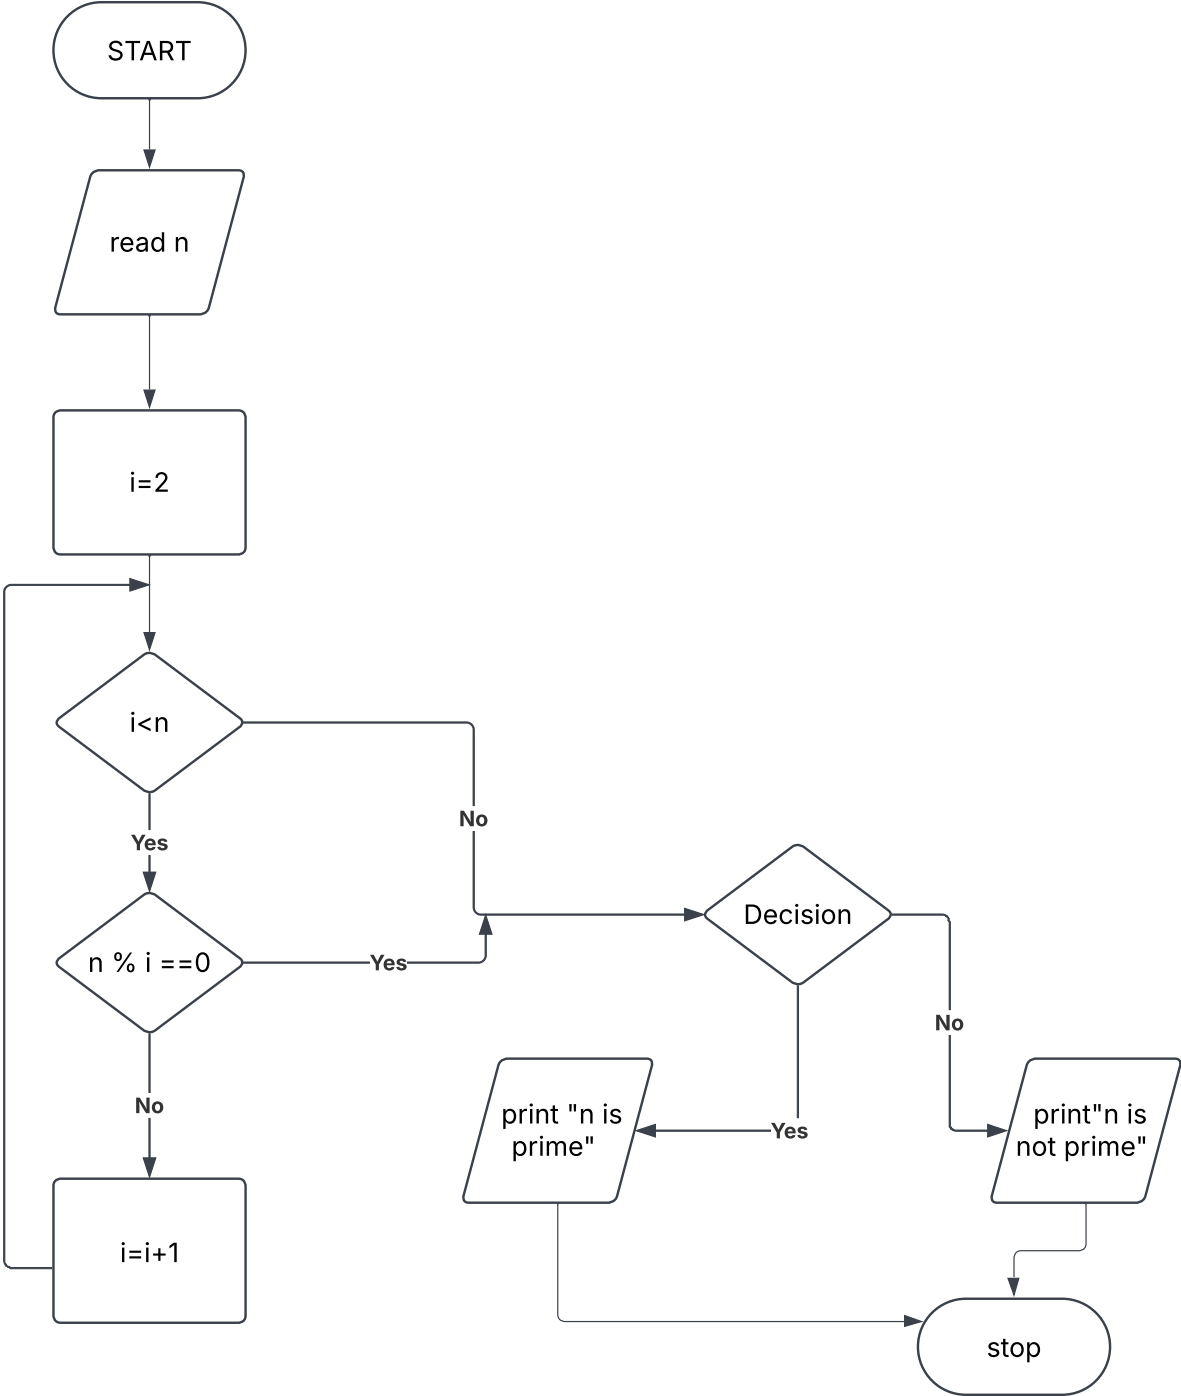 START
read n
i=2
i<n
No
Yes
Decision
n % i ==0
Yes
No
No
print "n is
prime"
Yes
print"n is
not prime"
i=i+1
stop